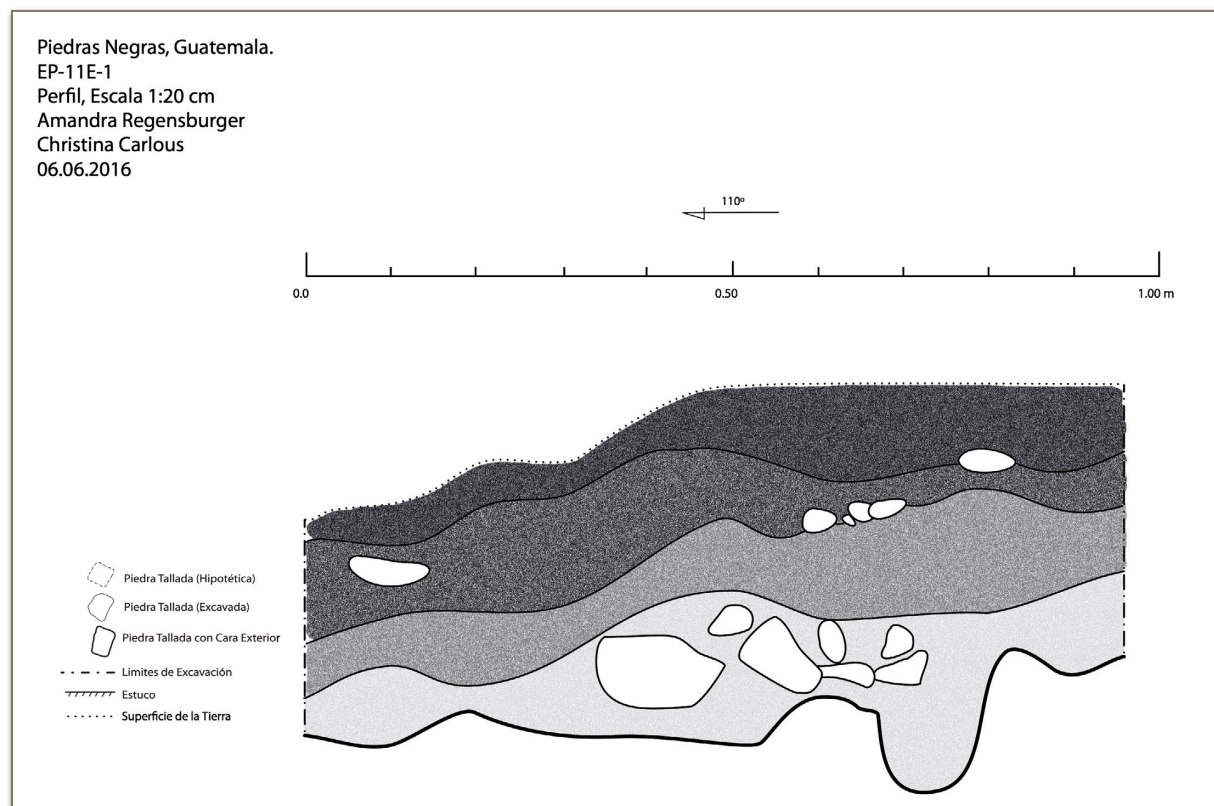 Piedras Negras, Guatemala.
EP-11E-1
Perfil, Escala 1:20 cm
Amandra Regensburger
Christina Carlous
06.06.2016
110º
0.0
0.50
1.00 m
Piedra Tallada (Hipotética)
Piedra Tallada (Excavada)
Piedra Tallada con Cara Exterior
Limites de Excavación
Estuco
Superficie de la Tierra